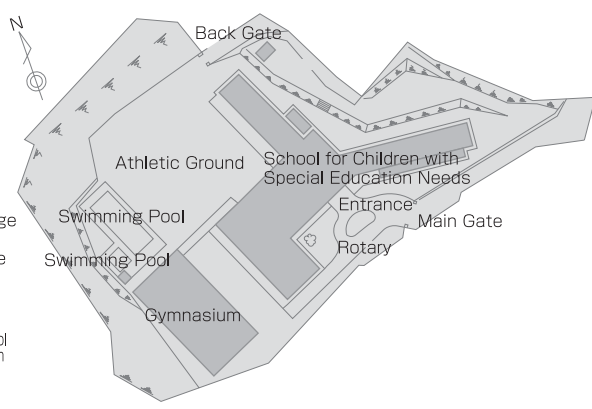 N
Back Gate
Athletic Ground
School for Children with
Special Education Needs
Entrance
Swimming Pool
Main Gate
Rotary
Swimming Pool
Gymnasium